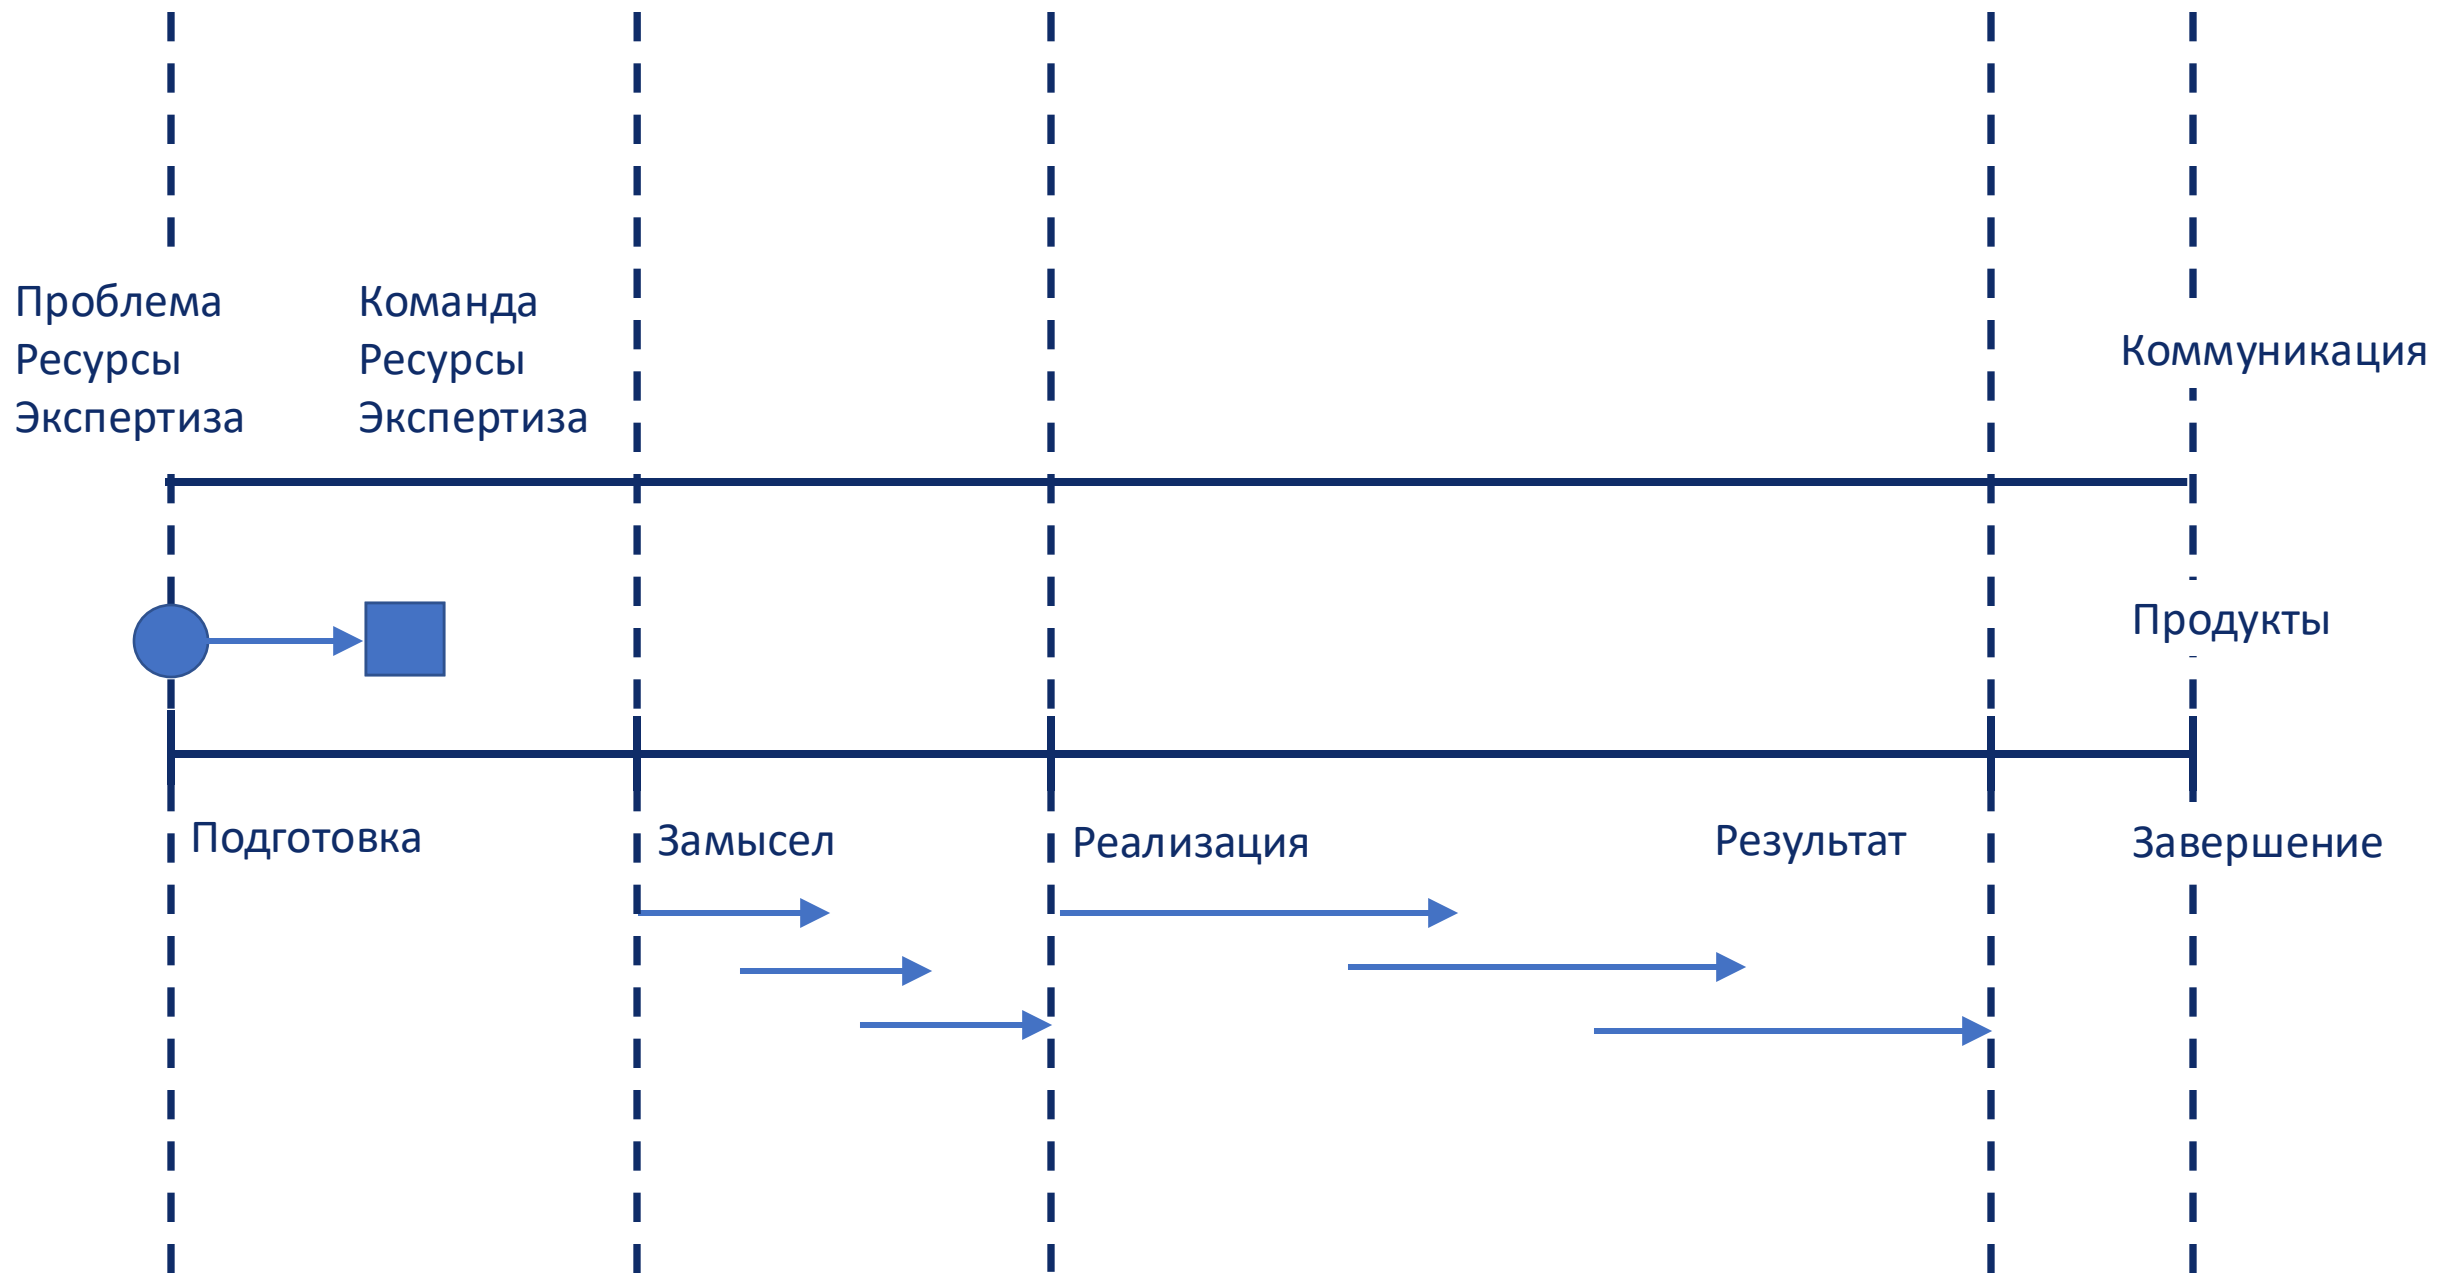 Проблема
Ресурсы
Экспертиза
Команда
Ресурсы
Экспертиза
Коммуникация
Продукты
Подготовка
Замысел
Реализация
Результат
Завершение